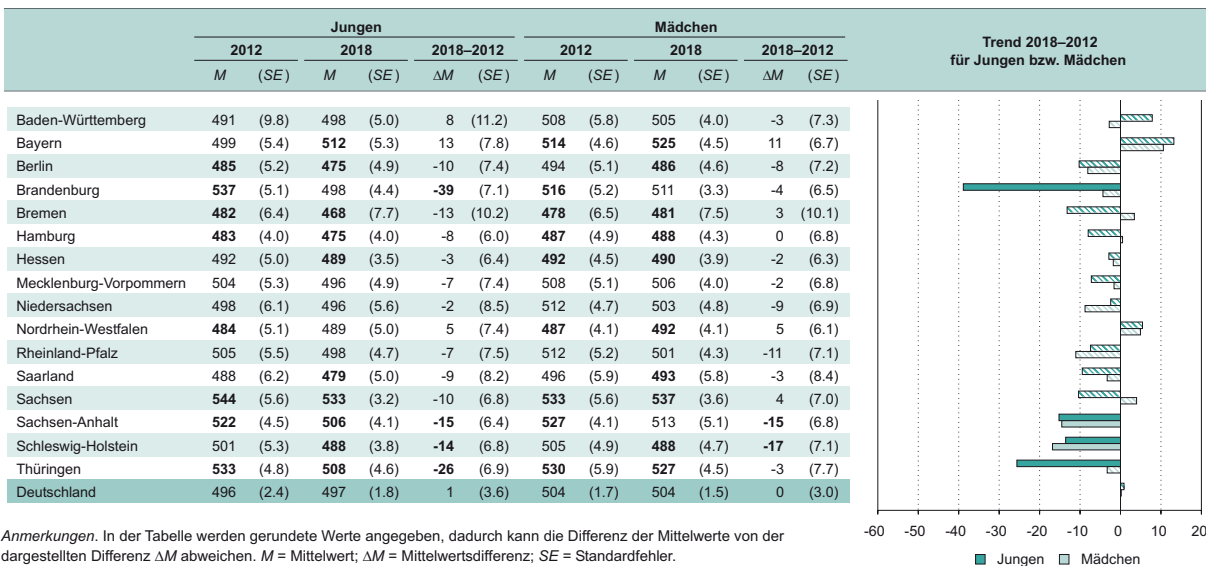 Jungen Mädchen Trend 2018–2012
für Jungen bzw. Mädchen
2012 2018 2018–2012 2012 2018 2018–2012
M (SE) M (SE) ΔM (SE) M (SE) M (SE) ΔM (SE)
-60 -50 -40 -30 -20 -10 0 10 20
Baden-Württemberg 491 (9.8) 498 (5.0) 8 (11.2) 508 (5.8) 505 (4.0) -3 (7.3)
Bayern 499 (5.4) 512 (5.3) 13 (7.8) 514 (4.6) 525 (4.5) 11 (6.7)
Berlin 485 (5.2) 475 (4.9) -10 (7.4) 494 (5.1) 486 (4.6) -8 (7.2)
Brandenburg 537 (5.1) 498 (4.4) -39 (7.1) 516 (5.2) 511 (3.3) -4 (6.5)
Bremen 482 (6.4) 468 (7.7) -13 (10.2) 478 (6.5) 481 (7.5) 3 (10.1)
Hamburg 483 (4.0) 475 (4.0) -8 (6.0) 487 (4.9) 488 (4.3) 0 (6.8)
Hessen 492 (5.0) 489 (3.5) -3 (6.4) 492 (4.5) 490 (3.9) -2 (6.3)
Mecklenburg-Vorpommern 504 (5.3) 496 (4.9) -7 (7.4) 508 (5.1) 506 (4.0) -2 (6.8)
Niedersachsen 498 (6.1) 496 (5.6) -2 (8.5) 512 (4.7) 503 (4.8) -9 (6.9)
Nordrhein-Westfalen 484 (5.1) 489 (5.0) 5 (7.4) 487 (4.1) 492 (4.1) 5 (6.1)
Rheinland-Pfalz 505 (5.5) 498 (4.7) -7 (7.5) 512 (5.2) 501 (4.3) -11 (7.1)
Saarland 488 (6.2) 479 (5.0) -9 (8.2) 496 (5.9) 493 (5.8) -3 (8.4)
Sachsen 544 (5.6) 533 (3.2) -10 (6.8) 533 (5.6) 537 (3.6) 4 (7.0)
Sachsen-Anhalt 522 (4.5) 506 (4.1) -15 (6.4) 527 (4.1) 513 (5.1) -15 (6.8)
Schleswig-Holstein 501 (5.3) 488 (3.8) -14 (6.8) 505 (4.9) 488 (4.7) -17 (7.1)
Thüringen 533 (4.8) 508 (4.6) -26 (6.9) 530 (5.9) 527 (4.5) -3 (7.7)
Deutschland 496 (2.4) 497 (1.8) 1 (3.6) 504 (1.7) 504 (1.5) 0 (3.0)
-60 -50 -40 -30 -20 -10 0 10 20
Jungen Mädchen
Anmerkungen. In der Tabelle werden gerundete Werte angegeben, dadurch kann die Differenz der Mittelwerte von der
dargestellten Differenz ΔM abweichen. M = Mittelwert; ΔM = Mittelwertsdifferenz; SE = Standardfehler.